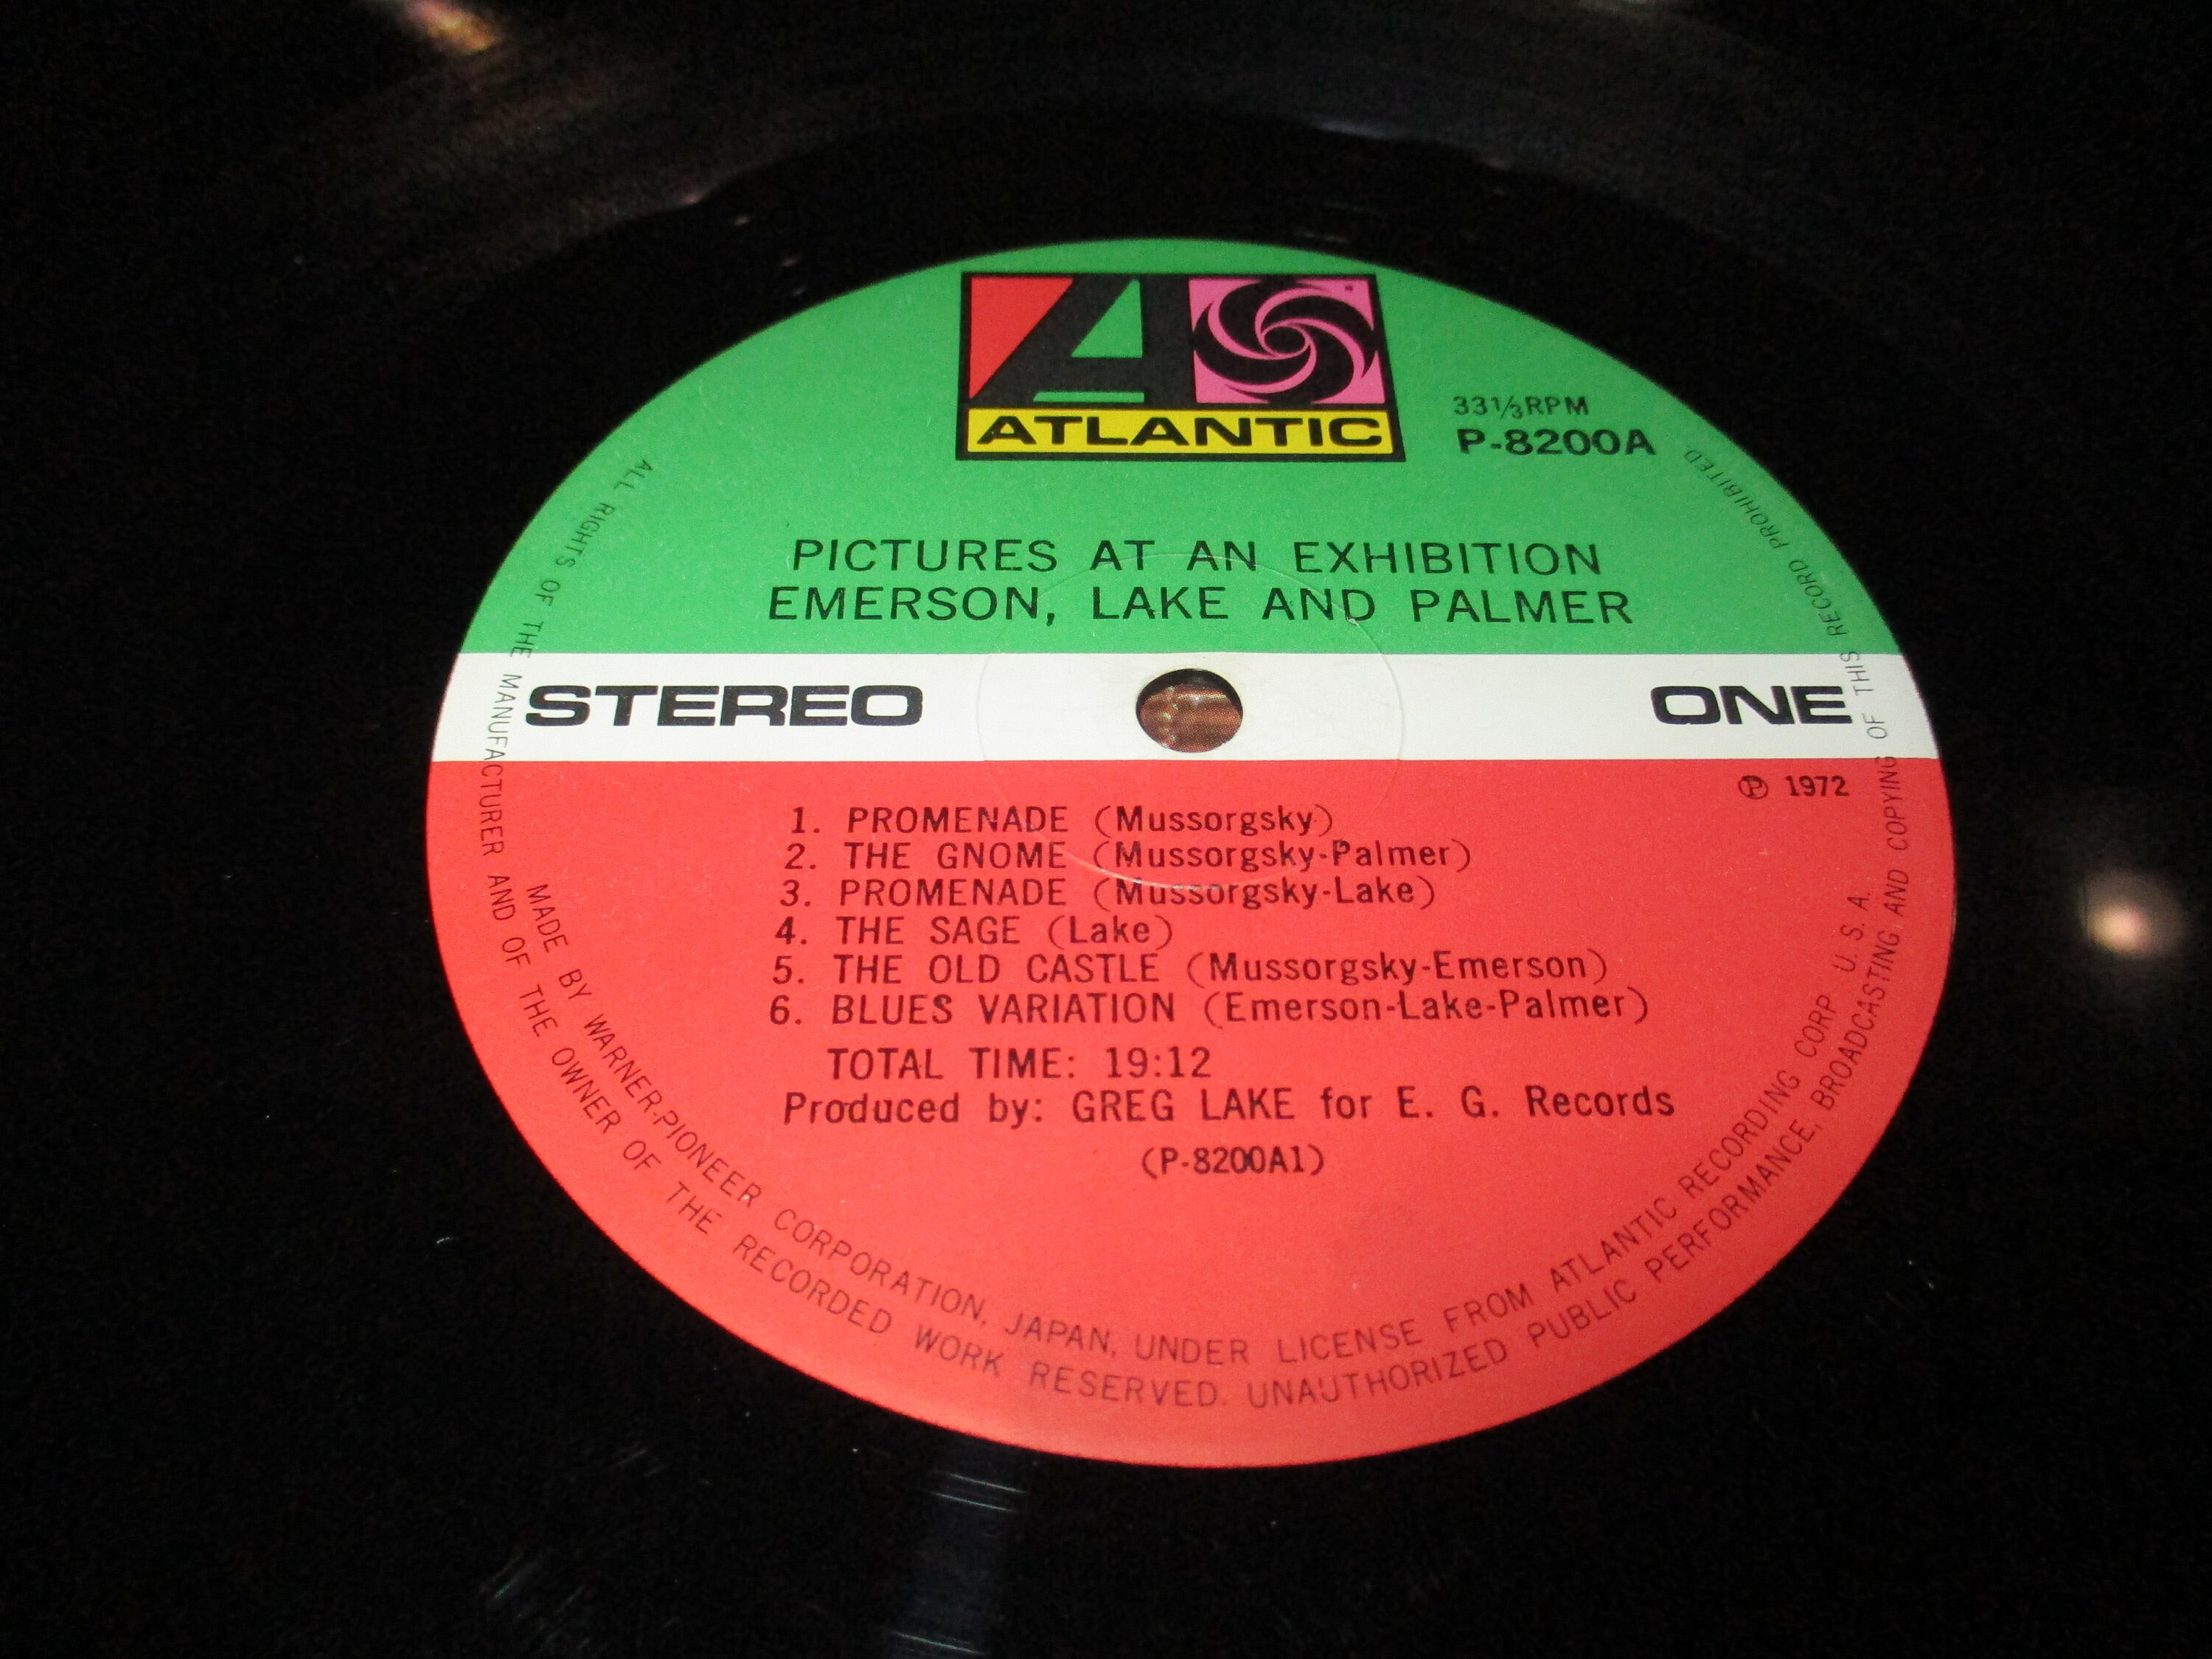 ATLANTIC
33⅓RPM
P-8200A
PICTURES AT AN EXHIBITION
EMERSON, LAKE AND PALMER
STEREO
ONE
℗ 1972
1. PROMENADE (Mussorgsky)
2. THE GNOME (Mussorgsky-Palmer)
3. PROMENADE (Mussorgsky-Lake)
4. THE SAGE (Lake)
5. THE OLD CASTLE (Mussorgsky-Emerson)
6. BLUES VARIATION (Emerson-Lake-Palmer)
TOTAL TIME: 19:12
Produced by: GREG LAKE for E. G. Records
(P-8200A1)
MADE BY WARNER-PIONEER CORPORATION, JAPAN, UNDER LICENSE FROM ATLANTIC RECORDING CORP U. S. A.
ALL RIGHTS OF THE MANUFACTURER AND OF THE OWNER OF THE RECORDED WORK RESERVED. UNAUTHORIZED PUBLIC PERFORMANCE, BROADCASTING AND COPYING OF THIS RECORD PROHIBITED